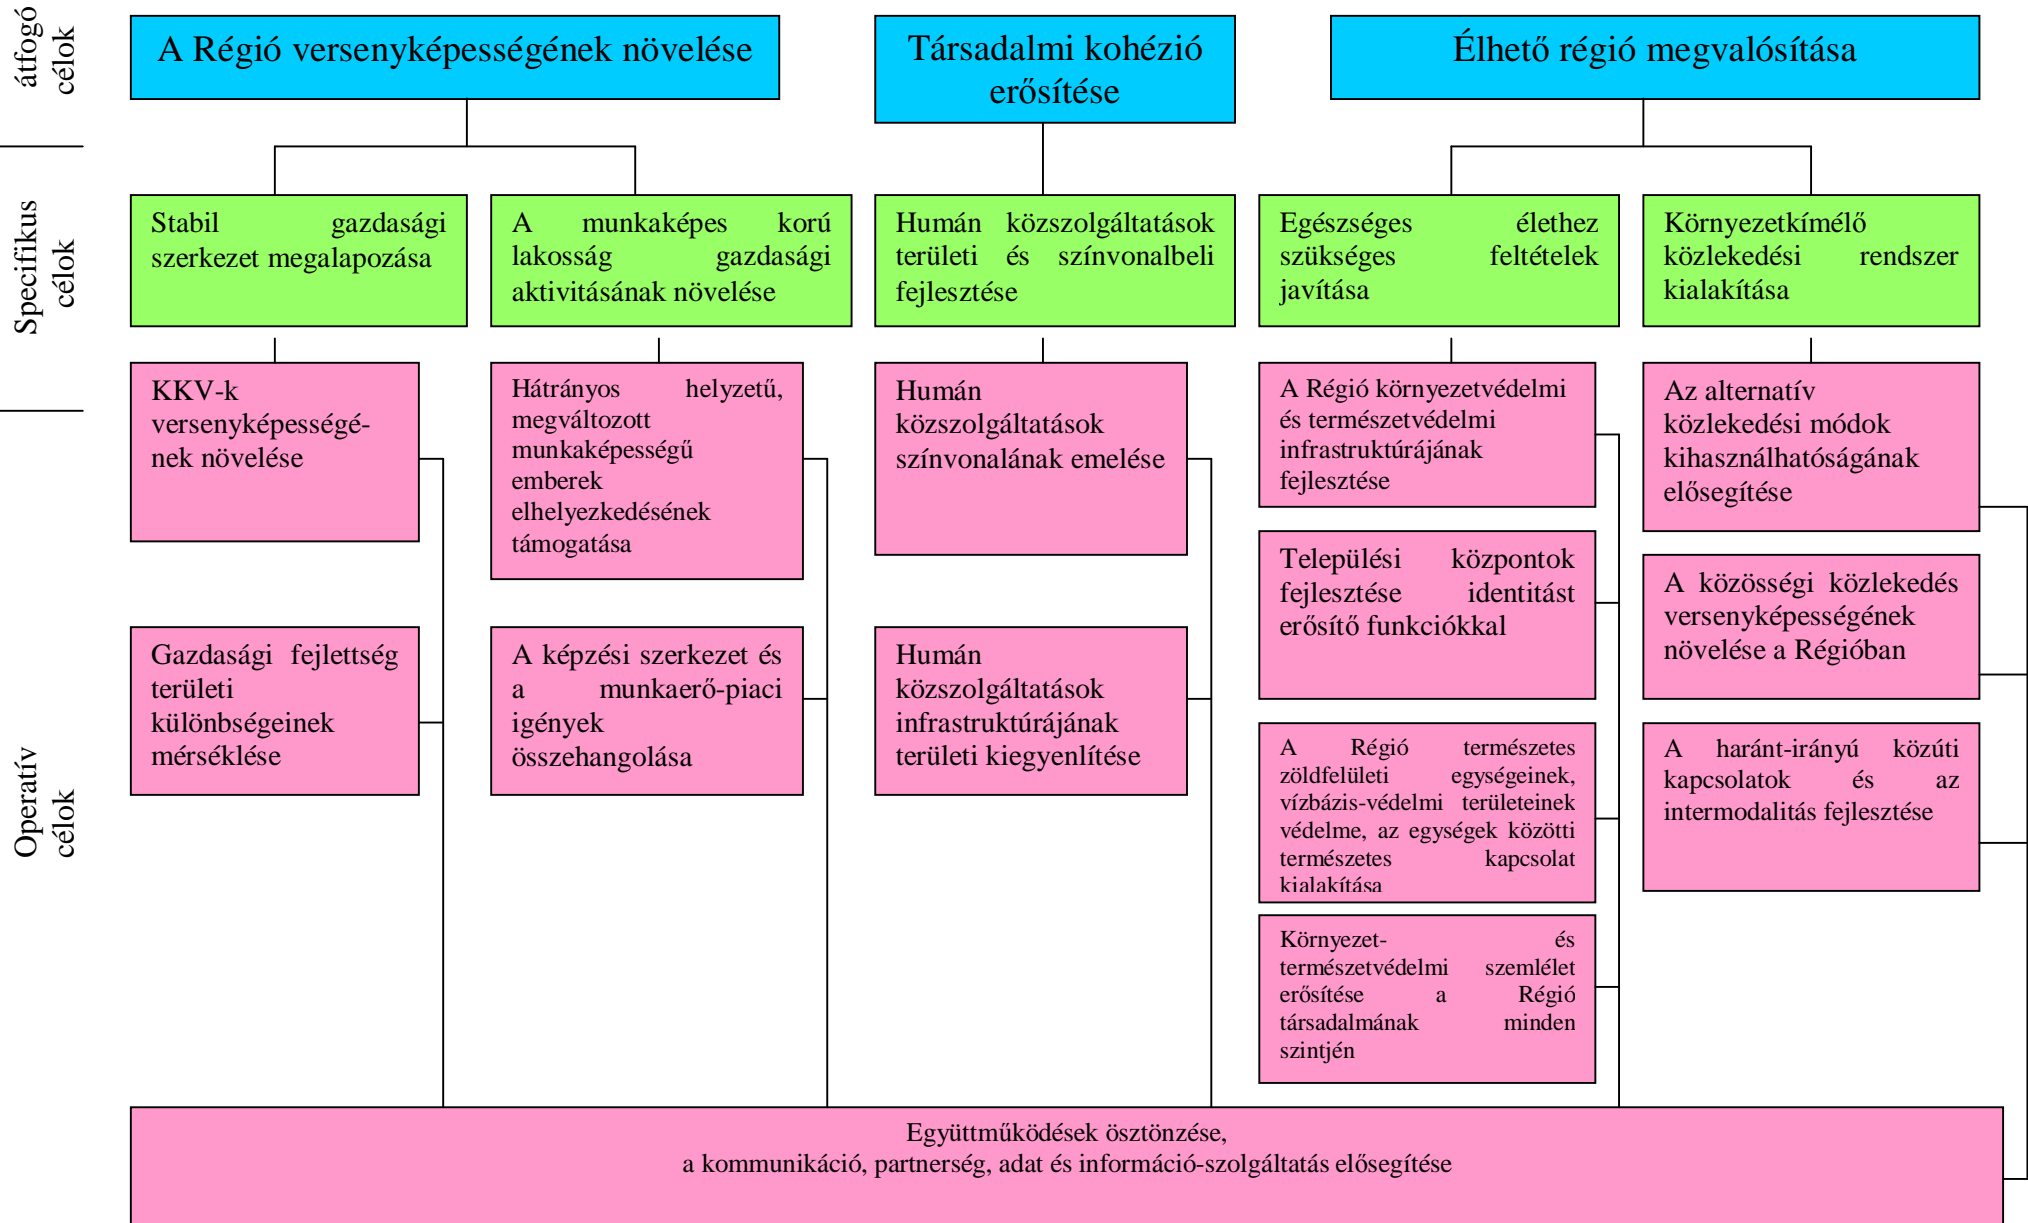 átfogó
célok
A Régió versenyképességének növelése
Társadalmi kohézió
erősítése
Élhető régió megvalósítása
Specifikus
célok
Stabil gazdasági
szerkezet megalapozása
A munkaképes korú
lakosság gazdasági
aktivitásának növelése
Humán közszolgáltatások
területi és színvonalbeli
fejlesztése
Egészséges élethez
szükséges feltételek
javítása
Környezetkímélő
közlekedési rendszer
kialakítása
Operatív
célok
KKV-k
versenyképességé-
nek növelése
Gazdasági fejlettség
területi
különbségeinek
mérséklése
Hátrányos helyzetű,
megváltozott
munkaképességű
emberek
elhelyezkedésének
támogatása
A képzési szerkezet és
a munkaerő-piaci
igények
összehangolása
Humán
közszolgáltatások
színvonalának emelése
Humán
közszolgáltatások
infrastruktúrájának
területi kiegyenlítése
A Régió környezetvédelmi
és természetvédelmi
infrastruktúrájának
fejlesztése
Települési központok
fejlesztése identitást
erősítő funkciókkal
A Régió természetes
zöldfelületi egységeinek,
vízbázis-védelmi területeinek
védelme, az egységek közötti
természetes kapcsolat
kialakítása
Környezet- és
természetvédelmi szemlélet
erősítése a Régió
társadalmának minden
szintjén
Az alternatív
közlekedési módok
kihasználhatóságának
elősegítése
A közösségi közlekedés
versenyképességének
növelése a Régióban
A haránt-irányú közúti
kapcsolatok és az
intermodalitás fejlesztése
Együttműködések ösztönzése,
a kommunikáció, partnerség, adat és információ-szolgáltatás elősegítése